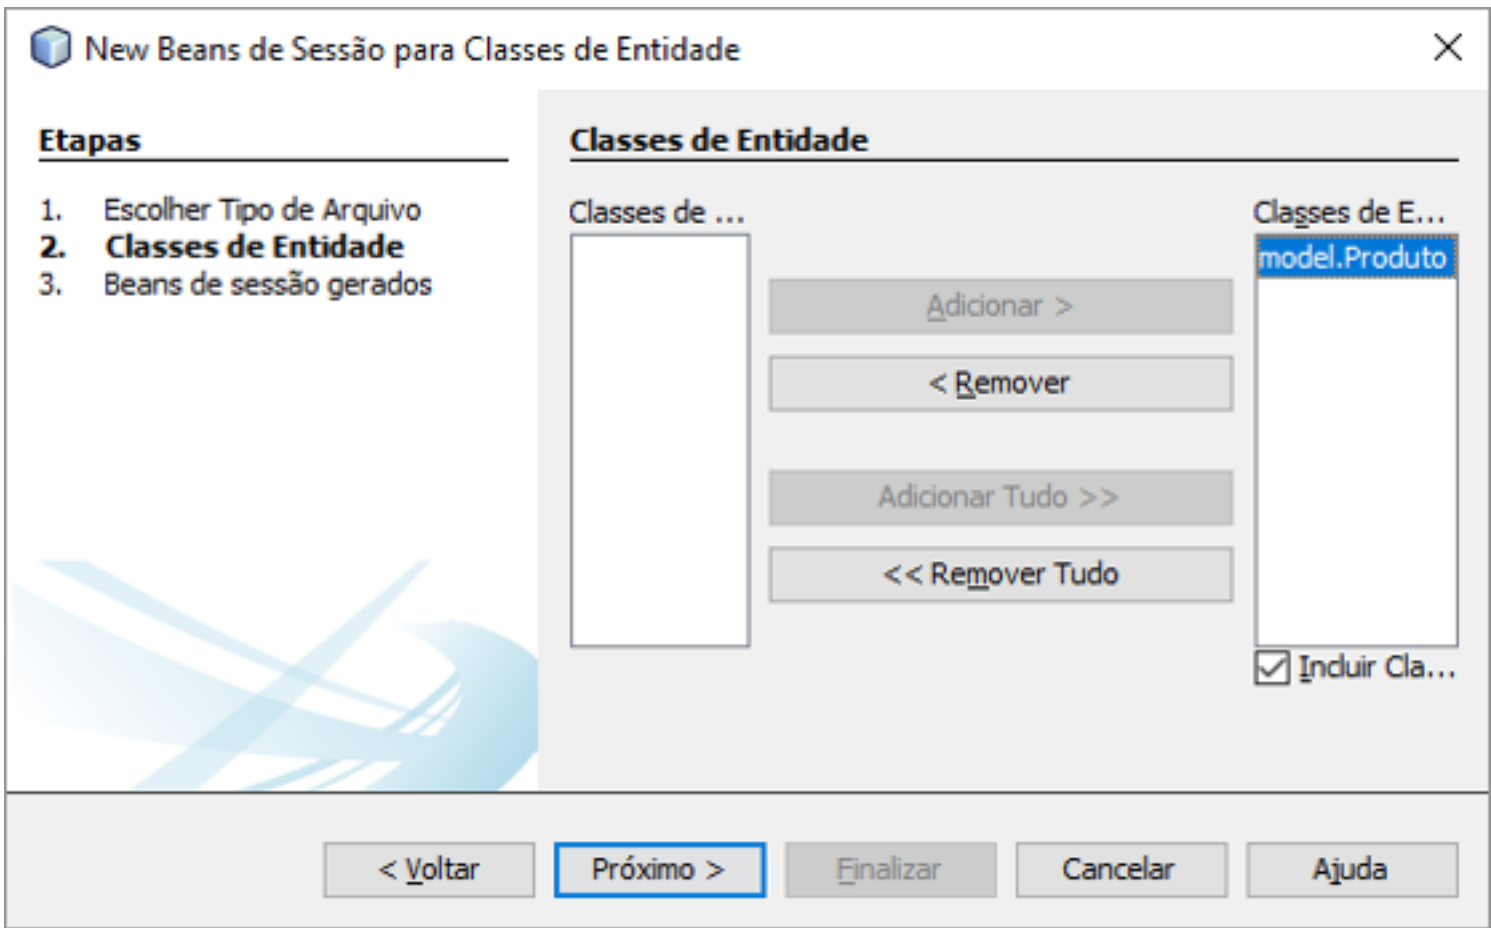 New Beans de Sessão para Classes de Entidade
Etapas
1. Escolher Tipo de Arquivo
2. Classes de Entidade
3. Beans de sessão gerados
Classes de Entidade
Classes de ...
Classes de E...
model.Produto
Adicionar >
< Remover
Adicionar Tudo >>
<< Remover Tudo
Incluir Cla...
< Voltar
Próximo >
Finalizar
Cancelar
Ajuda